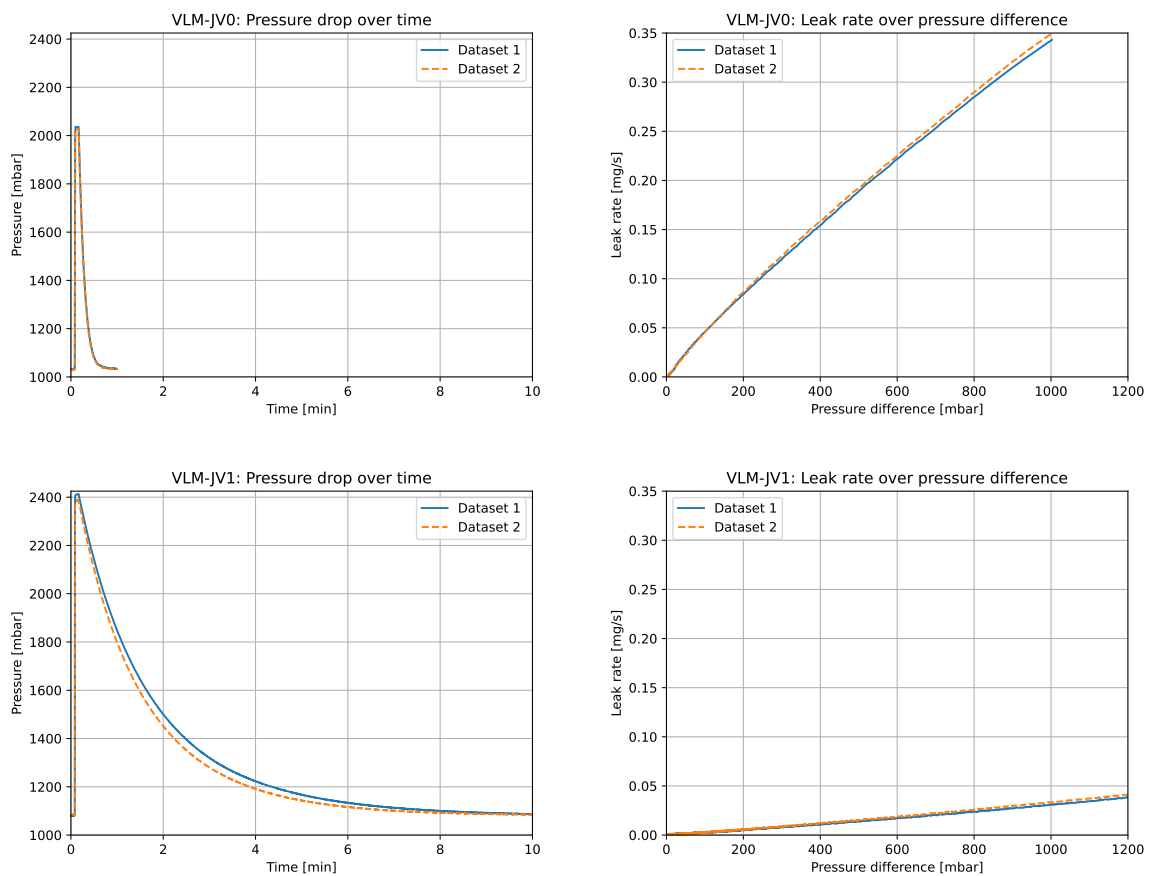 VLM-JV0: Pressure drop over time
2400
2200
2000
1800
1600
1400
1200
1000
Pressure [mbar]
0 2 4 6 8 10
Time [min]
Dataset 1
Dataset 2
VLM-JV0: Leak rate over pressure difference
0.35
0.30
0.25
0.20
0.15
0.10
0.05
0.00
Leak rate [mg/s]
0 200 400 600 800 1000 1200
Pressure difference [mbar]
Dataset 1
Dataset 2
VLM-JV1: Pressure drop over time
2400
2200
2000
1800
1600
1400
1200
1000
Pressure [mbar]
0 2 4 6 8 10
Time [min]
Dataset 1
Dataset 2
VLM-JV1: Leak rate over pressure difference
0.35
0.30
0.25
0.20
0.15
0.10
0.05
0.00
Leak rate [mg/s]
0 200 400 600 800 1000 1200
Pressure difference [mbar]
Dataset 1
Dataset 2